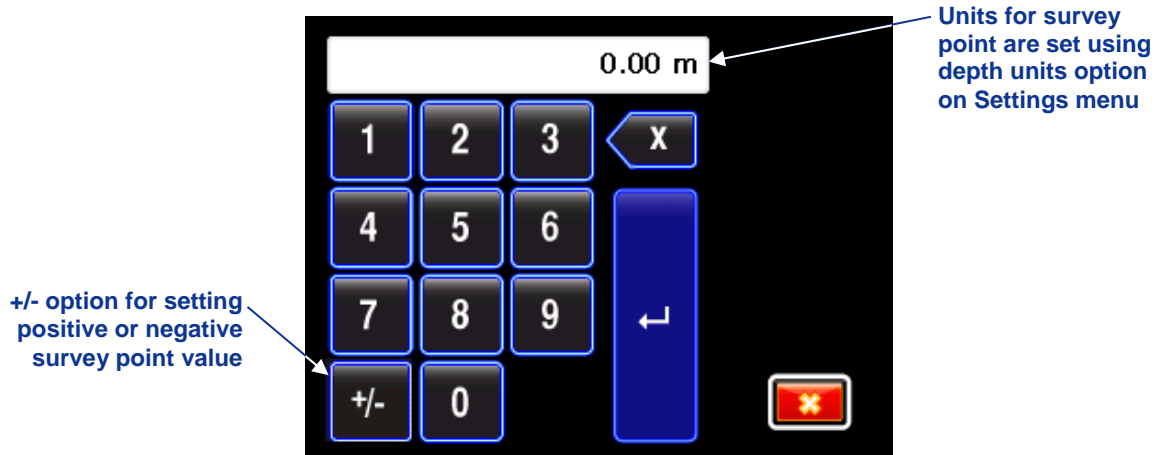 Units for survey
point are set using
depth units option
on Settings menu
0.00 m
1 2 3 X
4 5 6
7 8 9 ↵
+/- option for setting
positive or negative
survey point value
+/- 0